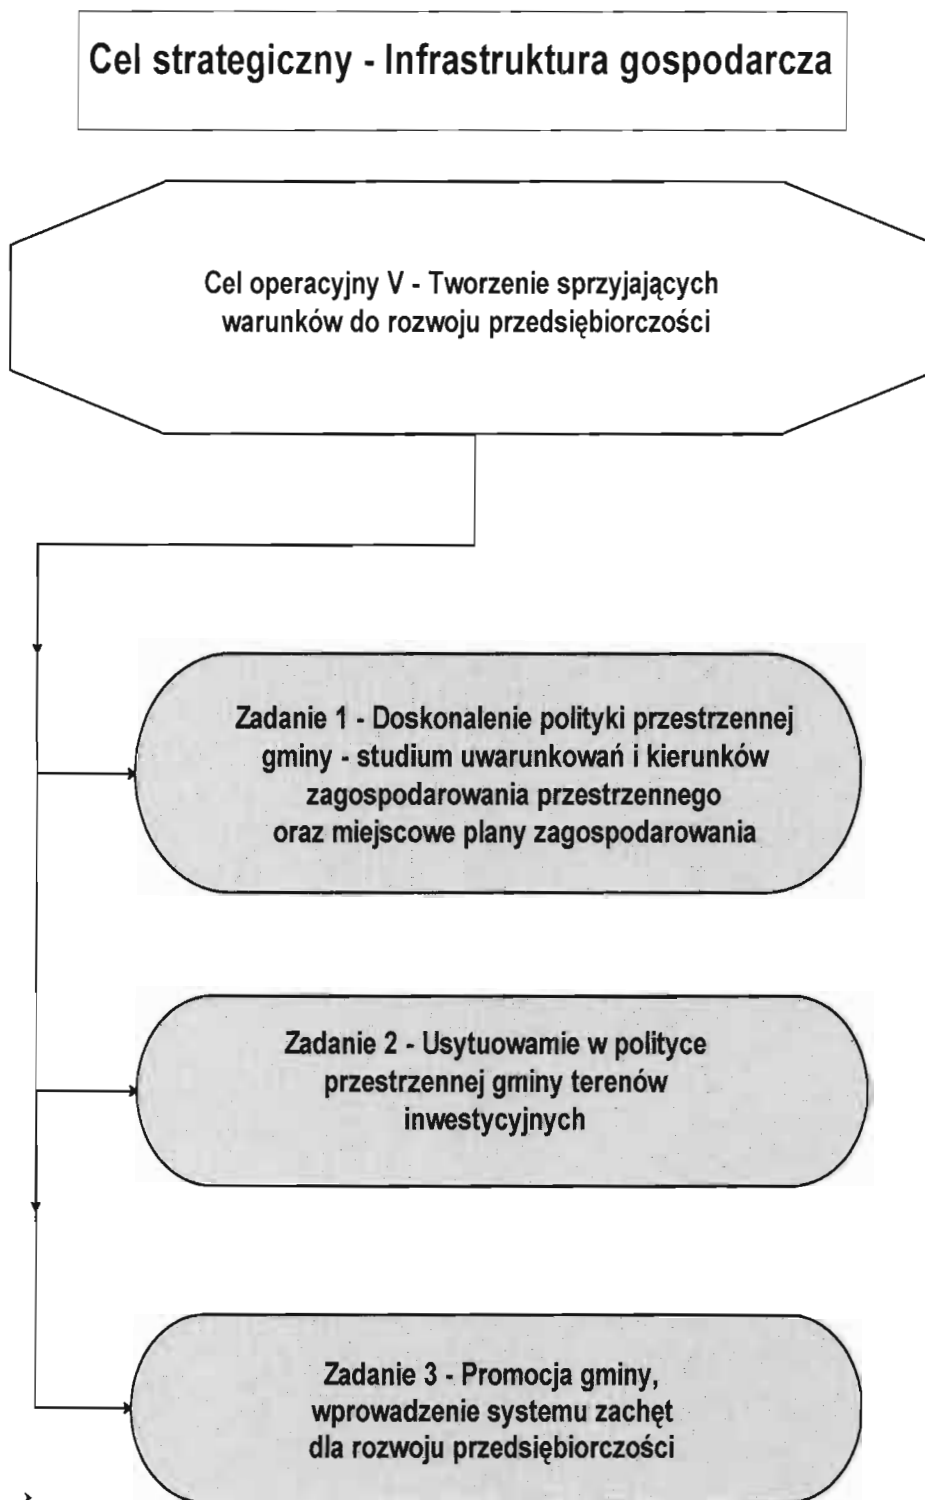 Cel strategiczny - Infrastruktura gospodarcza
Cel operacyjny V - Tworzenie sprzyjających
warunków do rozwoju przedsiębiorczości
Zadanie 1 - Doskonalenie polityki przestrzennej
gminy - studium uwarunkowań i kierunków
zagospodarowania przestrzennego
oraz miejscowe plany zagospodarowania
Zadanie 2 - Usytuowamie w polityce
przestrzennej gminy terenów
inwestycyjnych
Zadanie 3 - Promocja gminy,
wprowadzenie systemu zachęt
dla rozwoju przedsiębiorczości